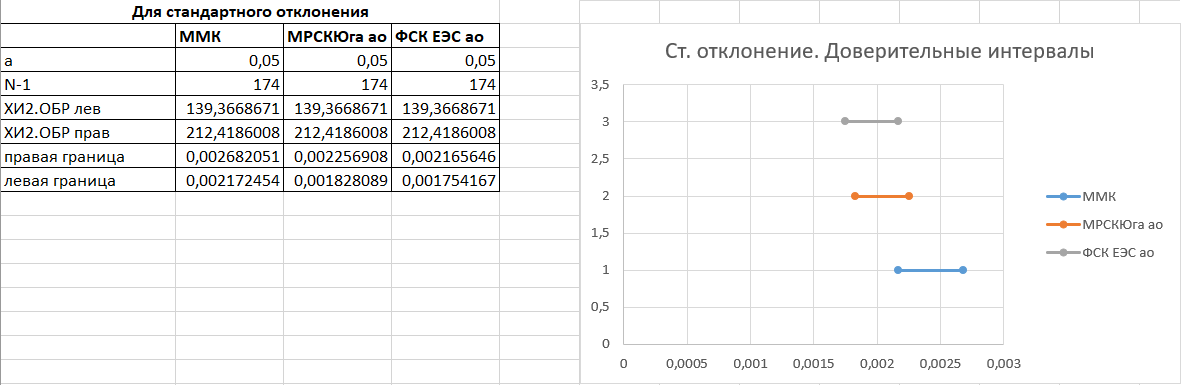 Для стандартного отклонения
ММК МРСКЮга ао ФСК ЕЭС ао
a 0,05 0,05 0,05
N-1 174 174 174
ХИ2.ОБР лев 139,3668671 139,3668671 139,3668671
ХИ2.ОБР прав 212,4186008 212,4186008 212,4186008
правая граница 0,002682051 0,002256908 0,002165646
левая граница 0,002172454 0,001828089 0,001754167
Ст. отклонение. Доверительные интервалы
3,5
3
2,5
2
1,5
1
0,5
0
0 0,0005 0,001 0,0015 0,002 0,0025 0,003
ММК
МРСКЮга ао
ФСК ЕЭС ао